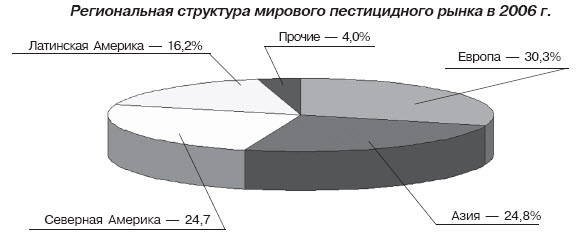 Региональная структура мирового пестицидного рынка в 2006 г.
Прочие — 4,0%
Латинская Америка — 16,2%
Европа — 30,3%
Северная Америка — 24,7
Азия — 24,8%